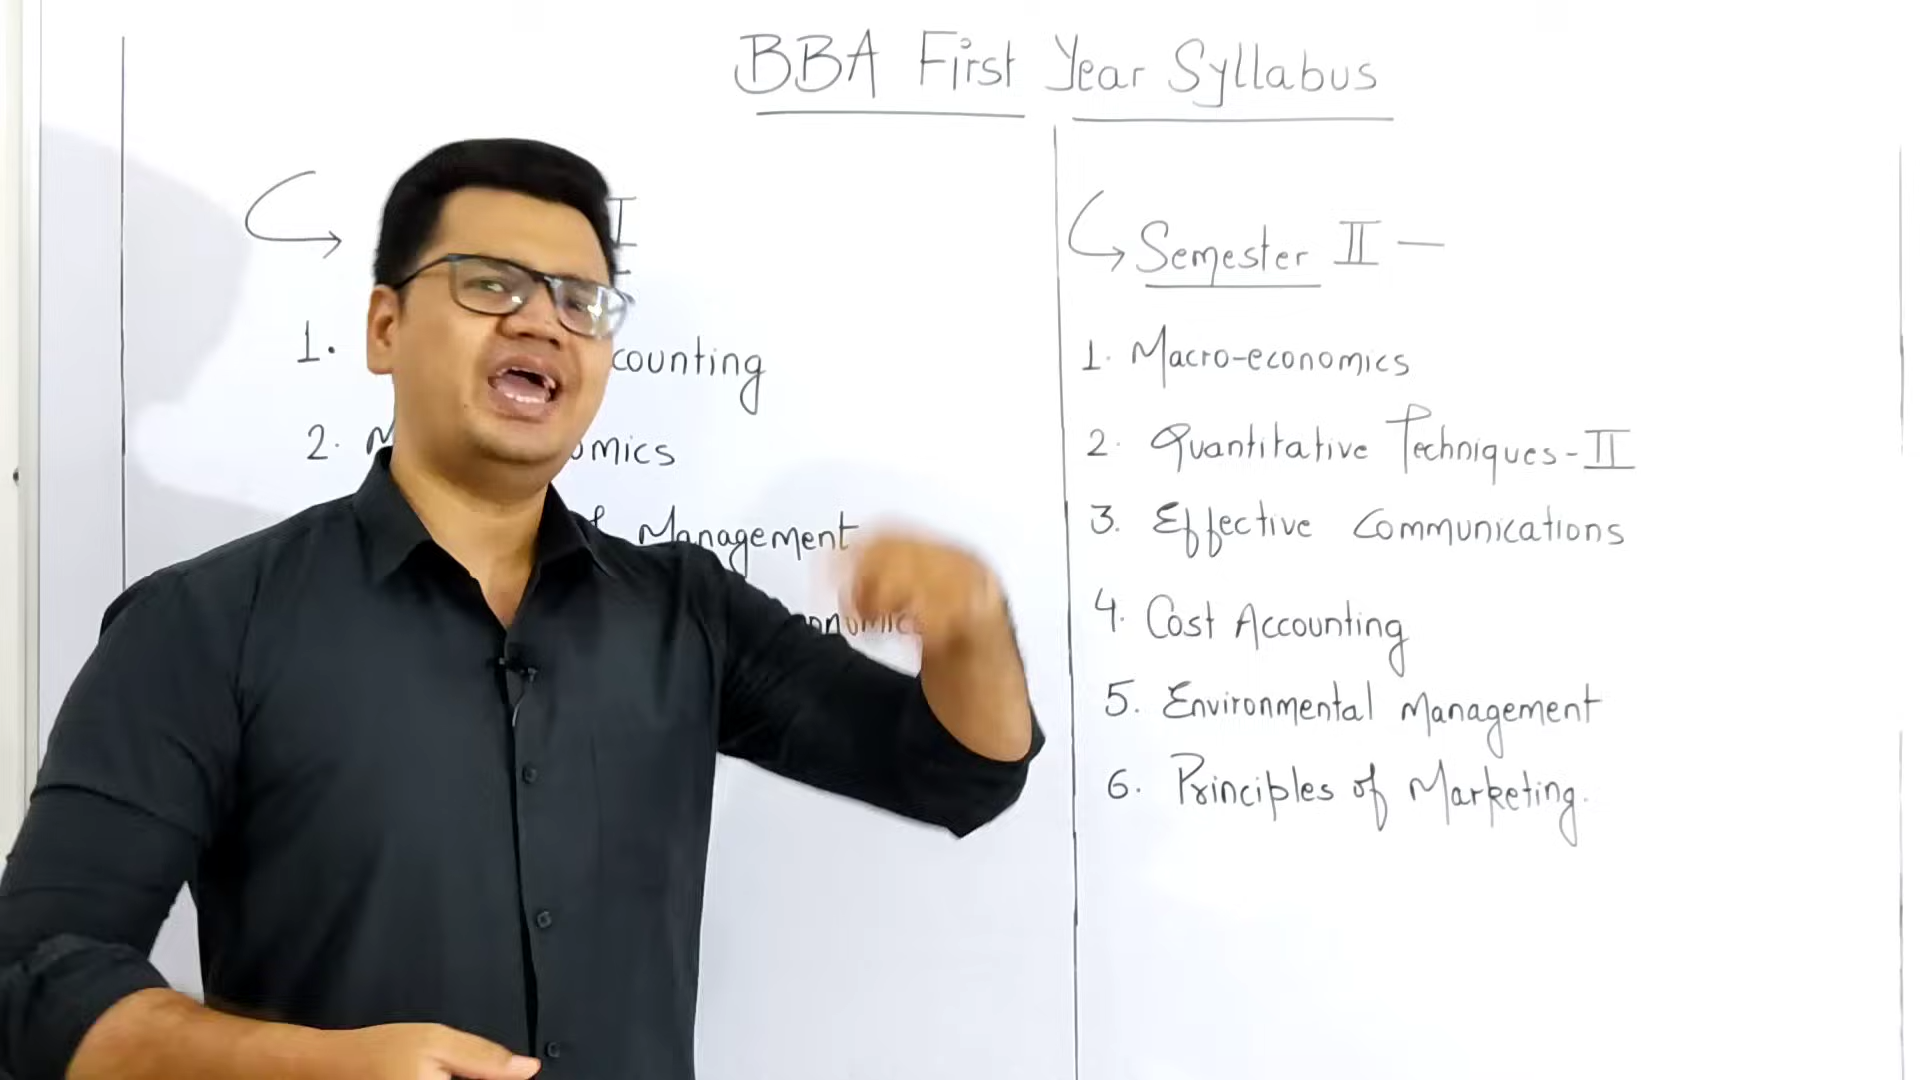 BBA First Year Syllabus
I
1. counting
2. M omics
Management
onomics
Semester II —
1. Macro-economics
2. Quantitative Techniques-II
3. Effective Communications
4. Cost Accounting
5. Environmental Management
6. Principles of Marketing.